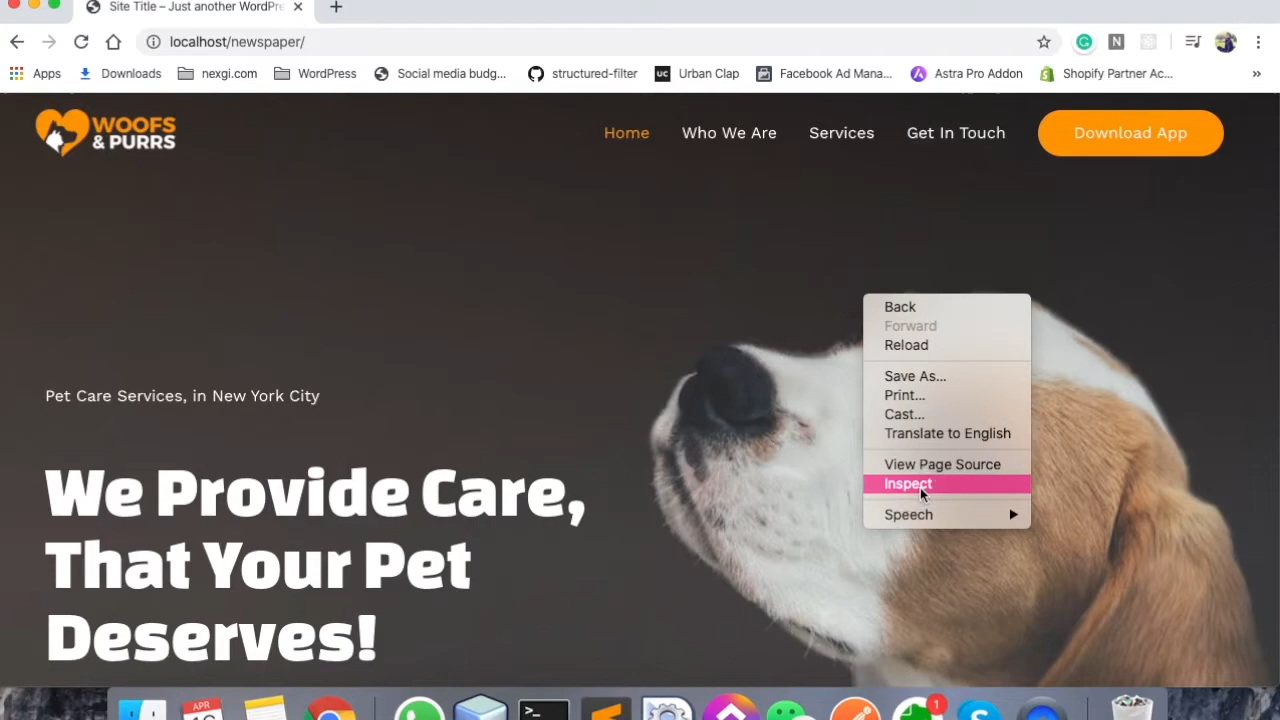 Site Title – Just another WordPre
localhost/newspaper/
N
Apps Downloads nexgi.com WordPress Social media budg... structured-filter UC Urban Clap Facebook Ad Mana... Astra Pro Addon Shopify Partner Ac... »
WOOFS
& PURRS
Home Who We Are Services Get In Touch Download App
Back
Forward
Reload
Save As...
Print...
Cast...
Translate to English
View Page Source
Inspect
Speech
Pet Care Services, in New York City
We Provide Care,
That Your Pet
Deserves!
APR
1